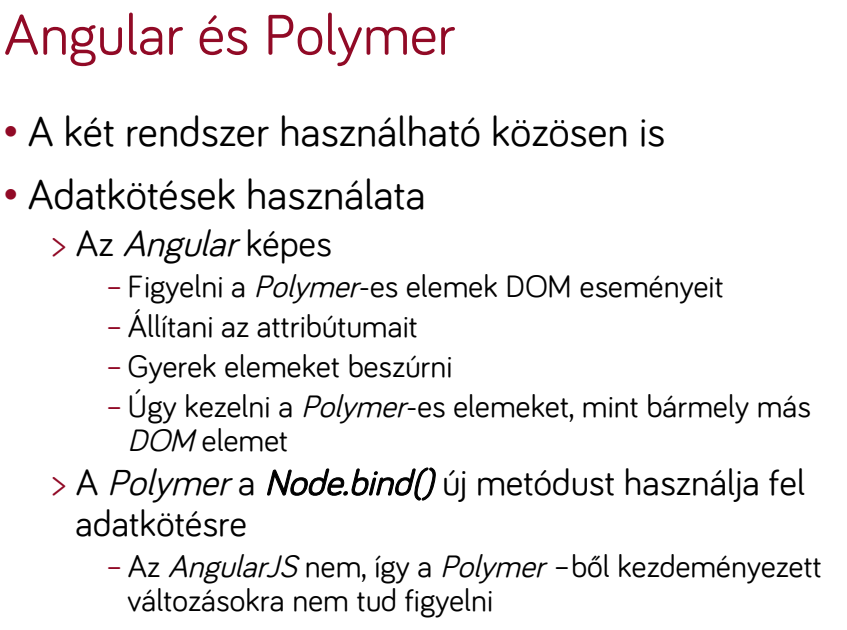 Angular és Polymer
• A két rendszer használható közösen is
• Adatkötések használata
> Az Angular képes
– Figyelni a Polymer-es elemek DOM eseményeit
– Állítani az attribútumait
– Gyerek elemeket beszúrni
– Úgy kezelni a Polymer-es elemeket, mint bármely más
DOM elemet
> A Polymer a Node.bind() új metódust használja fel
adatkötésre
– Az AngularJS nem, így a Polymer –ből kezdeményezett
változásokra nem tud figyelni